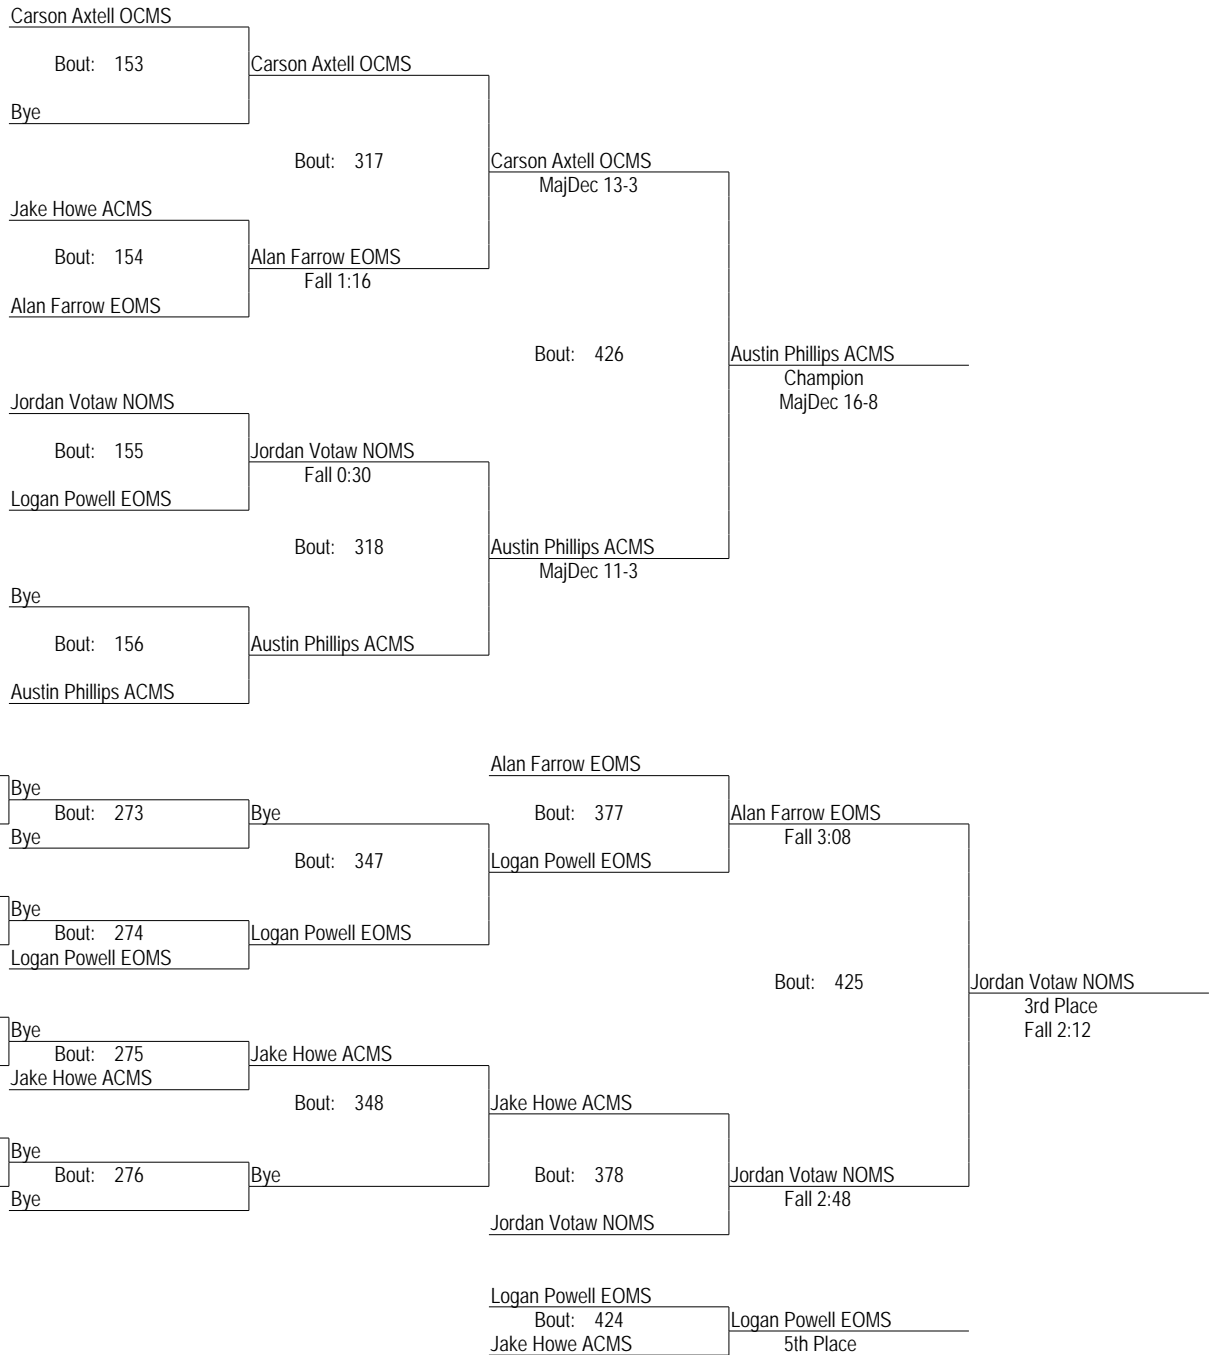 Carson Axtell OCMS
Bout: 153
Carson Axtell OCMS
Bye
Bout: 317
Carson Axtell OCMS
MajDec 13-3
Jake Howe ACMS
Bout: 154
Alan Farrow EOMS
Fall 1:16
Alan Farrow EOMS
Bout: 426
Austin Phillips ACMS
Champion
MajDec 16-8
Jordan Votaw NOMS
Bout: 155
Jordan Votaw NOMS
Fall 0:30
Logan Powell EOMS
Bout: 318
Austin Phillips ACMS
MajDec 11-3
Bye
Bout: 156
Austin Phillips ACMS
Austin Phillips ACMS
Alan Farrow EOMS
Bye
Bout: 273
Bye
Bout: 377
Alan Farrow EOMS
Fall 3:08
Bye
Bout: 347
Logan Powell EOMS
Bye
Bout: 274
Logan Powell EOMS
Logan Powell EOMS
Bout: 425
Jordan Votaw NOMS
3rd Place
Fall 2:12
Bye
Bout: 275
Jake Howe ACMS
Jake Howe ACMS
Bout: 348
Jake Howe ACMS
Bye
Bout: 276
Bye
Bout: 378
Jordan Votaw NOMS
Fall 2:48
Bye
Jordan Votaw NOMS
Logan Powell EOMS
Bout: 424
Logan Powell EOMS
Jake Howe ACMS
5th Place